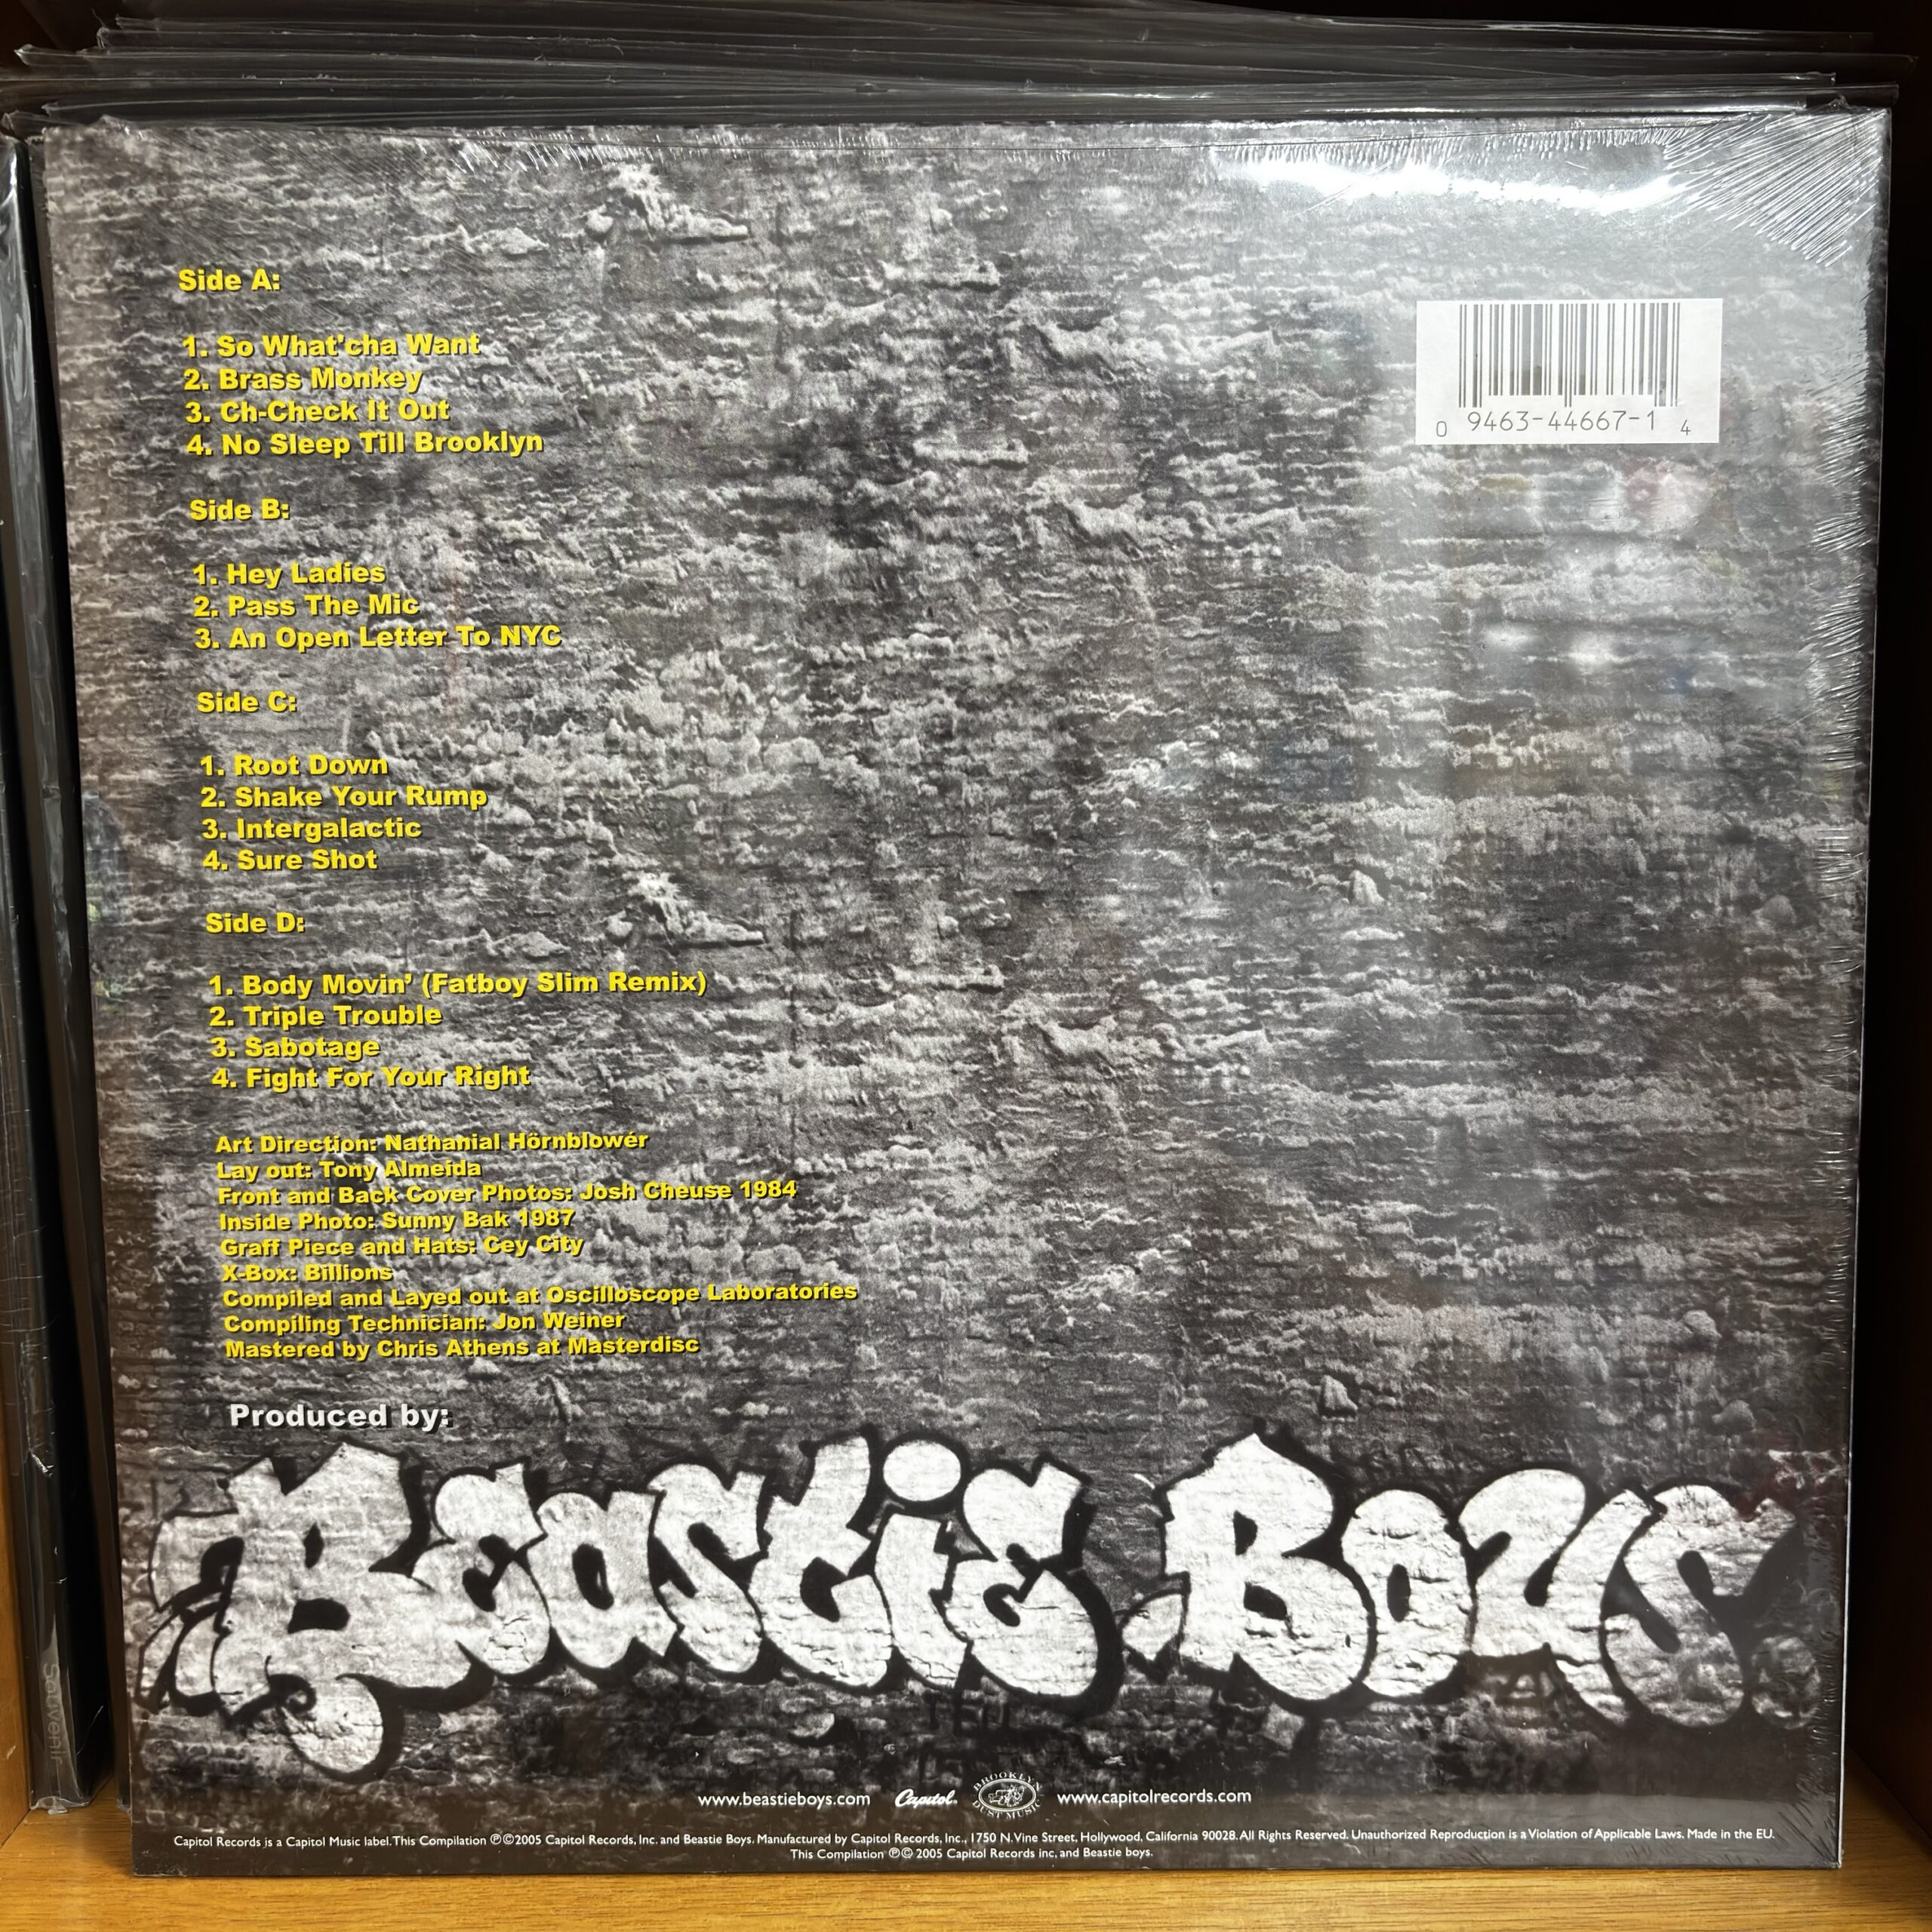 Side A:
1. So What'cha Want
2. Brass Monkey
3. Ch-Check It Out
4. No Sleep Till Brooklyn
Side B:
1. Hey Ladies
2. Pass The Mic
3. An Open Letter To NYC
Side C:
1. Root Down
2. Shake Your Rump
3. Intergalactic
4. Sure Shot
Side D:
1. Body Movin' (Fatboy Slim Remix)
2. Triple Trouble
3. Sabotage
4. Fight For Your Right
Art Direction: Nathanial Hörnblowér
Lay out: Tony Almeida
Front and Back Cover Photos: Josh Cheuse 1984
Inside Photo: Sunny Bak 1987
Graff Piece and Hats: Cey City
X-Box: Billions
Compiled and Layed out at Oscilloscope Laboratories
Compiling Technician: Jon Weiner
Mastered by Chris Athens at Masterdisc
Produced by:
Beastie Boys
0 9463-44667-1 4
www.beastieboys.com Capitol® BROOKLYN DUST MUSIC www.capitolrecords.com
Capitol Records is a Capitol Music label. This Compilation ℗©2005 Capitol Records, Inc. and Beastie Boys. Manufactured by Capitol Records, Inc., 1750 N. Vine Street, Hollywood, California 90028. All Rights Reserved. Unauthorized Reproduction is a Violation of Applicable Laws. Made in the EU.
This Compilation ℗© 2005 Capitol Records inc, and Beastie boys.